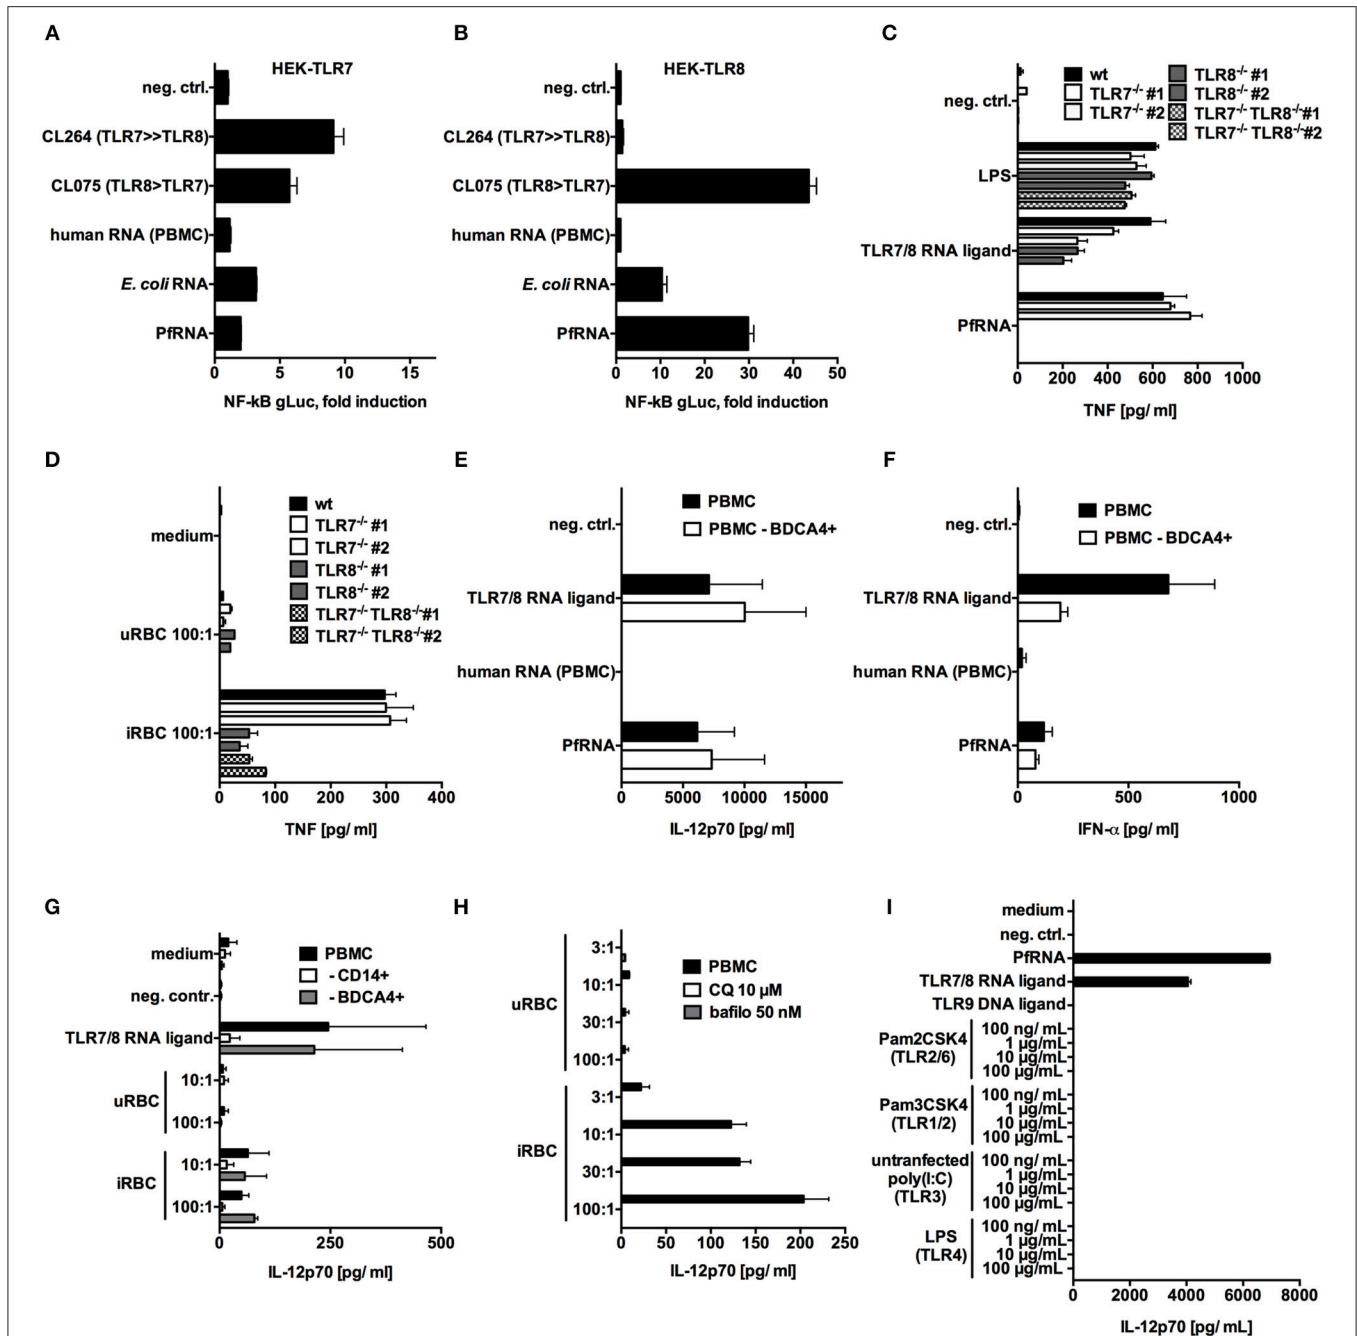 A
HEK-TLR7
neg. ctrl.
CL264 (TLR7>>TLR8)
CL075 (TLR8>TLR7)
human RNA (PBMC)
E. coli RNA
PfRNA
0 5 10 15
NF-kB gLuc, fold induction
B
HEK-TLR8
neg. ctrl.
CL264 (TLR7>>TLR8)
CL075 (TLR8>TLR7)
human RNA (PBMC)
E. coli RNA
PfRNA
0 10 20 30 40 50
NF-kB gLuc, fold induction
C
wt
TLR7-/- #1
TLR7-/- #2
TLR8-/- #1
TLR8-/- #2
TLR7-/- TLR8-/-#1
TLR7-/- TLR8-/-#2
neg. ctrl.
LPS
TLR7/8 RNA ligand
PfRNA
0 200 400 600 800 1000
TNF [pg/ ml]
D
wt
TLR7-/- #1
TLR7-/- #2
TLR8-/- #1
TLR8-/- #2
TLR7-/- TLR8-/-#1
TLR7-/- TLR8-/-#2
medium
uRBC 100:1
iRBC 100:1
0 100 200 300 400
TNF [pg/ ml]
E
PBMC
PBMC - BDCA4+
neg. ctrl.
TLR7/8 RNA ligand
human RNA (PBMC)
PfRNA
0 5000 10000 15000
IL-12p70 [pg/ ml]
F
PBMC
PBMC - BDCA4+
neg. ctrl.
TLR7/8 RNA ligand
human RNA (PBMC)
PfRNA
0 500 1000
IFN-α [pg/ ml]
G
PBMC
- CD14+
- BDCA4+
medium
neg. contr.
TLR7/8 RNA ligand
uRBC
10:1
100:1
iRBC
10:1
100:1
0 250 500
IL-12p70 [pg/ ml]
H
PBMC
CQ 10 µM
bafilo 50 nM
uRBC
3:1
10:1
30:1
100:1
iRBC
3:1
10:1
30:1
100:1
0 50 100 150 200 250
IL-12p70 [pg/ ml]
I
medium
neg. ctrl.
PfRNA
TLR7/8 RNA ligand
TLR9 DNA ligand
Pam2CSK4
(TLR2/6)
100 ng/ mL
1 µg/mL
10 µg/mL
100 µg/mL
Pam3CSK4
(TLR1/2)
100 ng/ mL
1 µg/mL
10 µg/mL
100 µg/mL
untranfected
poly(I:C)
(TLR3)
100 ng/ mL
1 µg/mL
10 µg/mL
100 µg/mL
LPS
(TLR4)
100 ng/ mL
1 µg/mL
10 µg/mL
100 µg/mL
0 2000 4000 6000 8000
IL-12p70 [pg/ mL]